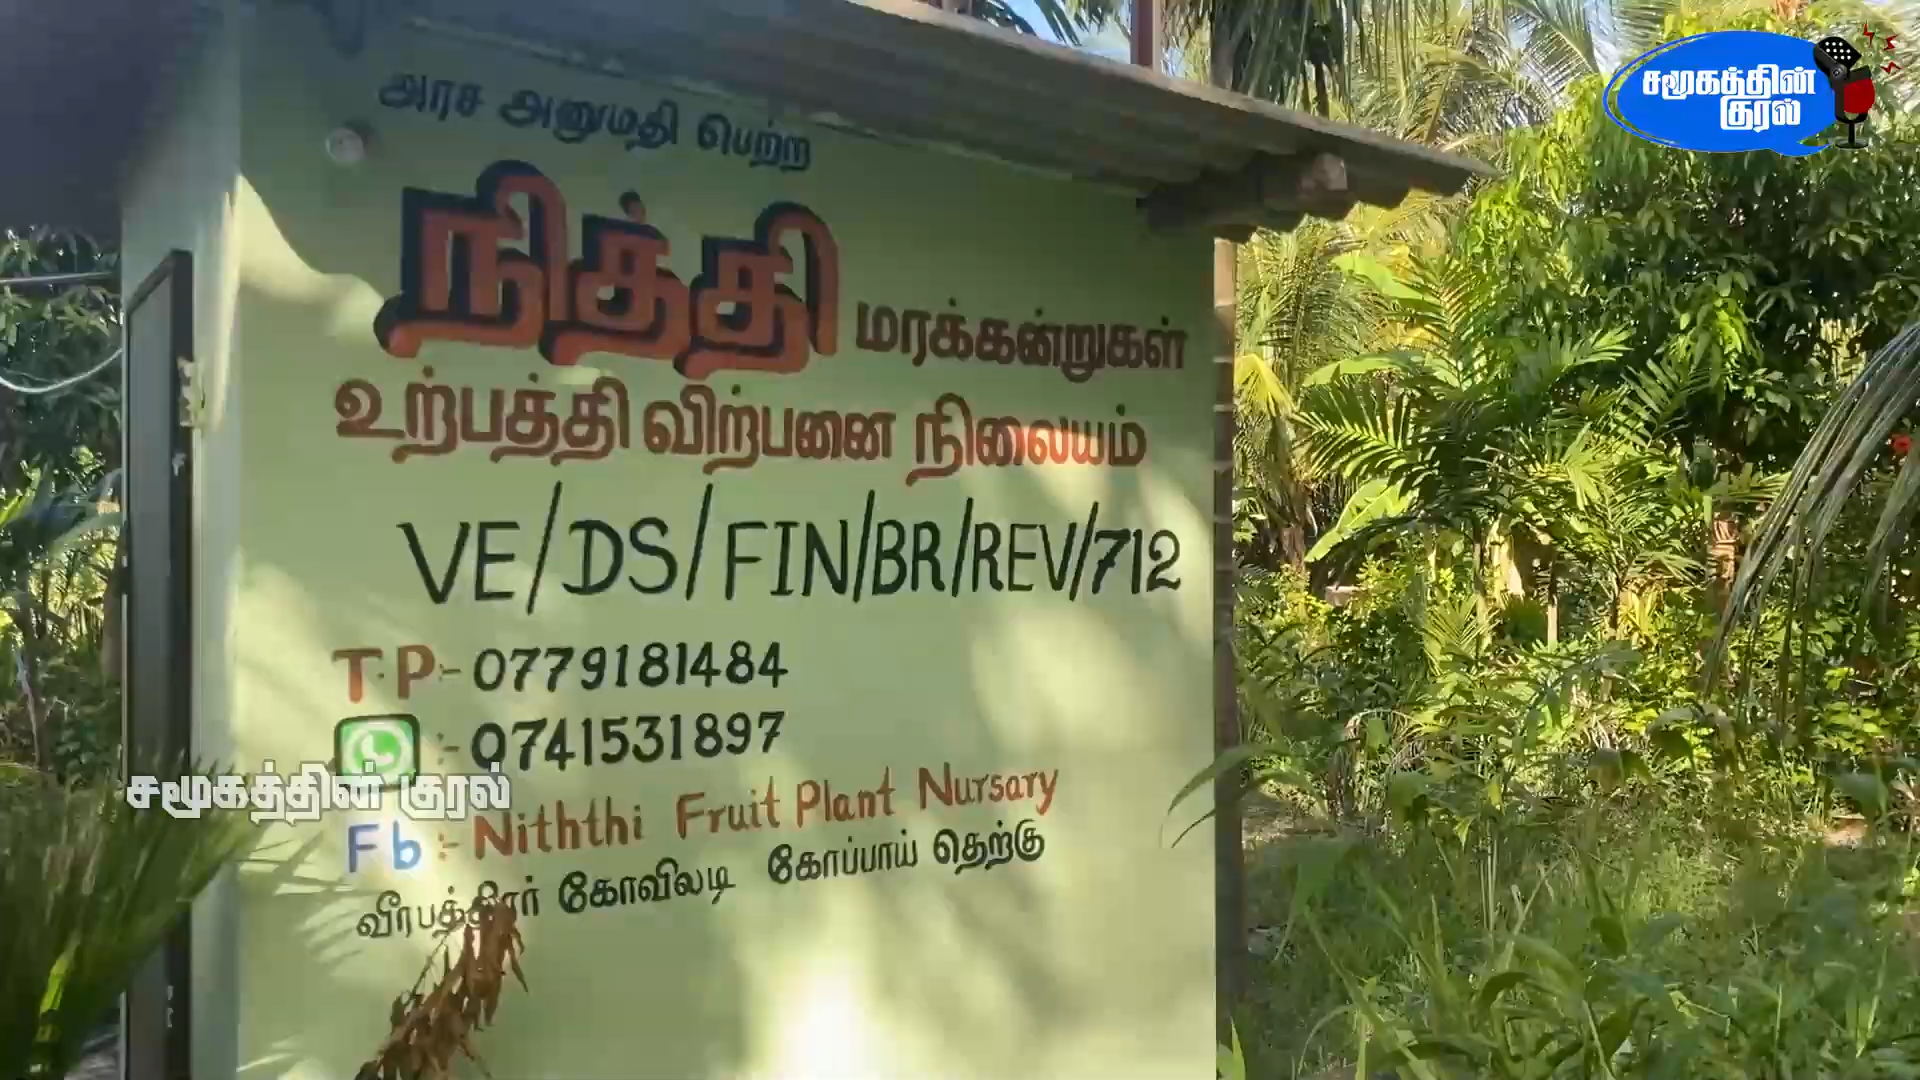 அரச அனுமதி பெற்ற
நித்தி மரக்கன்றுகள்
உற்பத்தி விற்பனை நிலையம்
VE/DS/FIN/BR/REV/712
T.P:- 0779181484
:- 0741531897
Fb:- Niththi Fruit Plant Nursary
வீரபத்திரர் கோவிலடி கோப்பாய் தெற்கு
சமூகத்தின்
குரல்
சமூகத்தின் குரல்